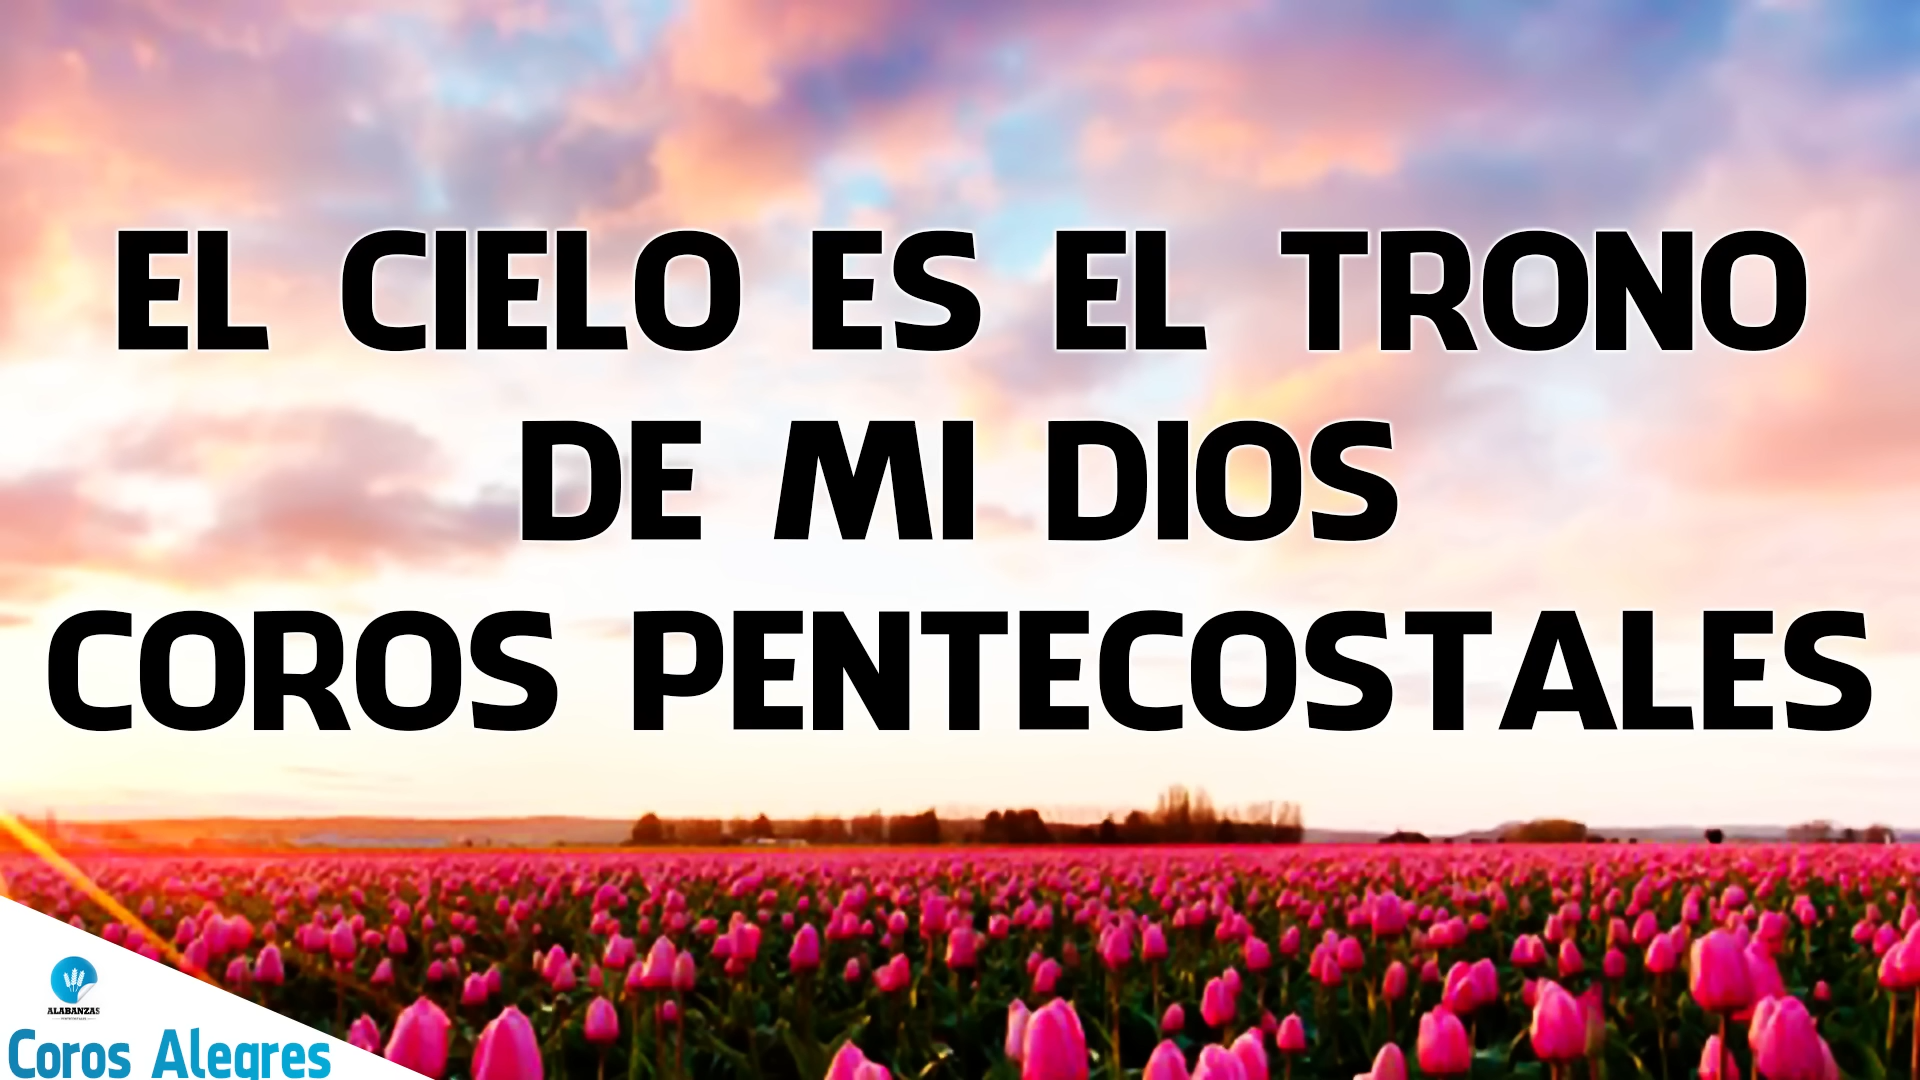 EL CIELO ES EL TRONO
DE MI DIOS
COROS PENTECOSTALES
ALABANZAS
Coros Alegres